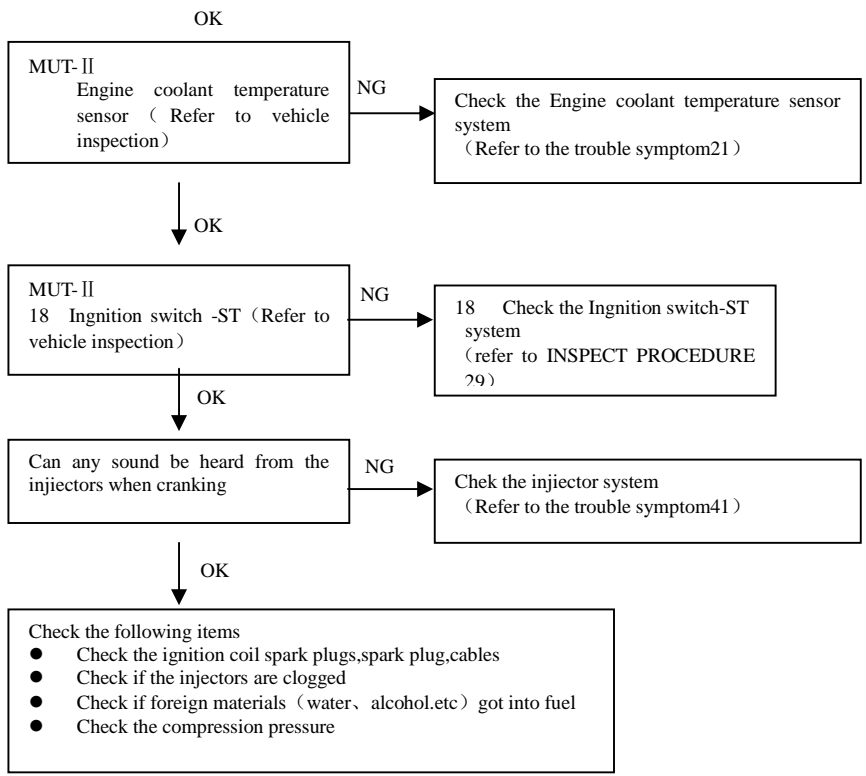 OK
MUT-Ⅱ
Engine coolant temperature
sensor （ Refer to vehicle
inspection）
NG
Check the Engine coolant temperature sensor
system
（Refer to the trouble symptom21）
OK
MUT-Ⅱ
18 Ingnition switch -ST（Refer to
vehicle inspection）
NG
18 Check the Ingnition switch-ST
system
（refer to INSPECT PROCEDURE
29）
OK
Can any sound be heard from the
injiectors when cranking
NG
Chek the injiector system
（Refer to the trouble symptom41）
OK
Check the following items
● Check the ignition coil spark plugs,spark plug,cables
● Check if the injectors are clogged
● Check if foreign materials（water、alcohol.etc）got into fuel
● Check the compression pressure